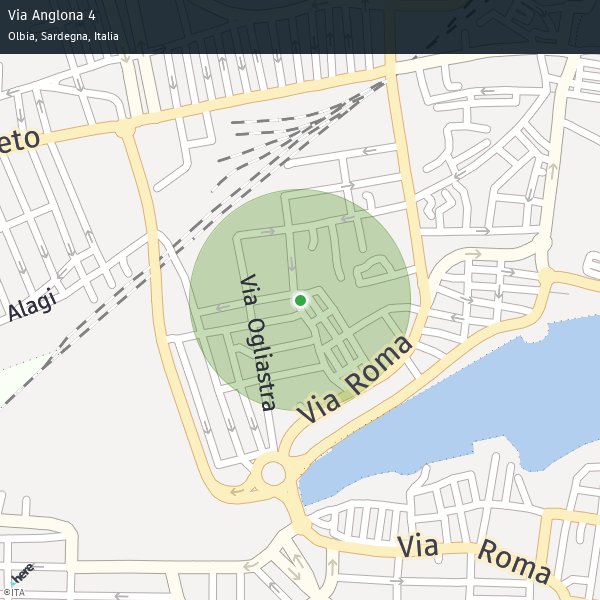 Via Anglona 4
Olbia, Sardegna, Italia
eto
Alagi
Via Ogliastra
Via Roma
Via Roma
here
©ITA